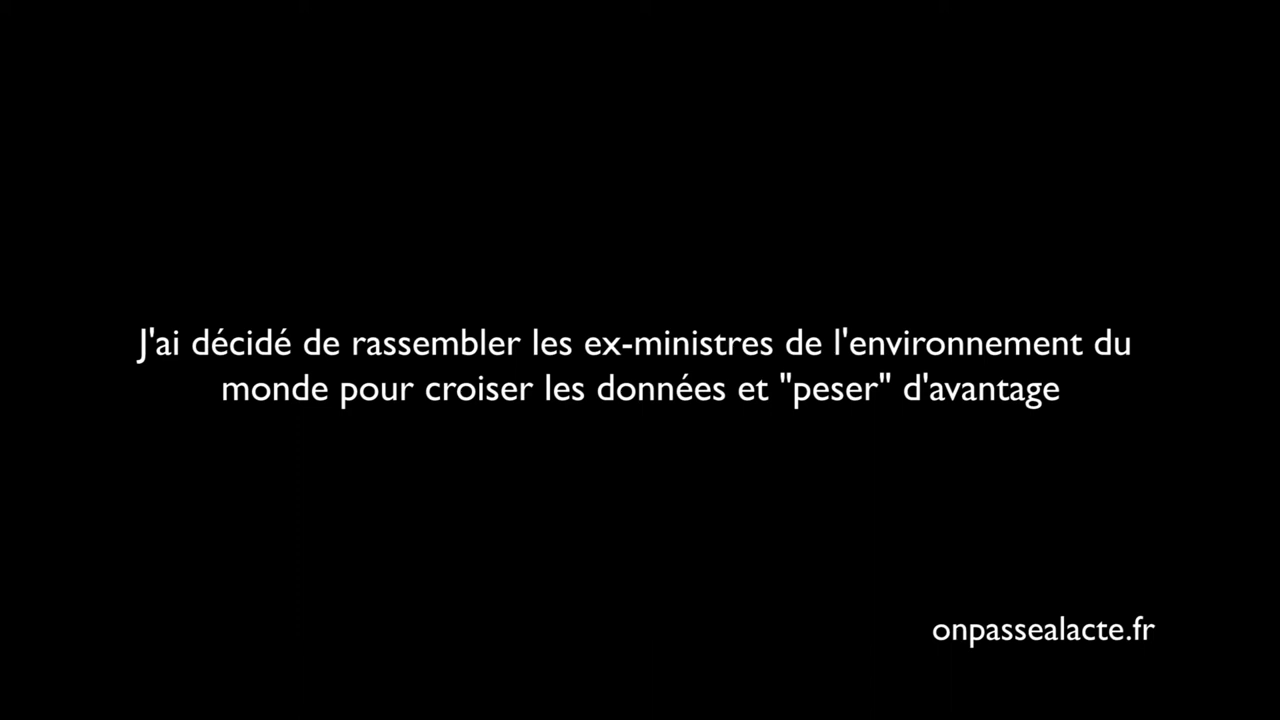 J'ai décidé de rassembler les ex-ministres de l'environnement du
monde pour croiser les données et "peser" d'avantage
onpassealacte.fr